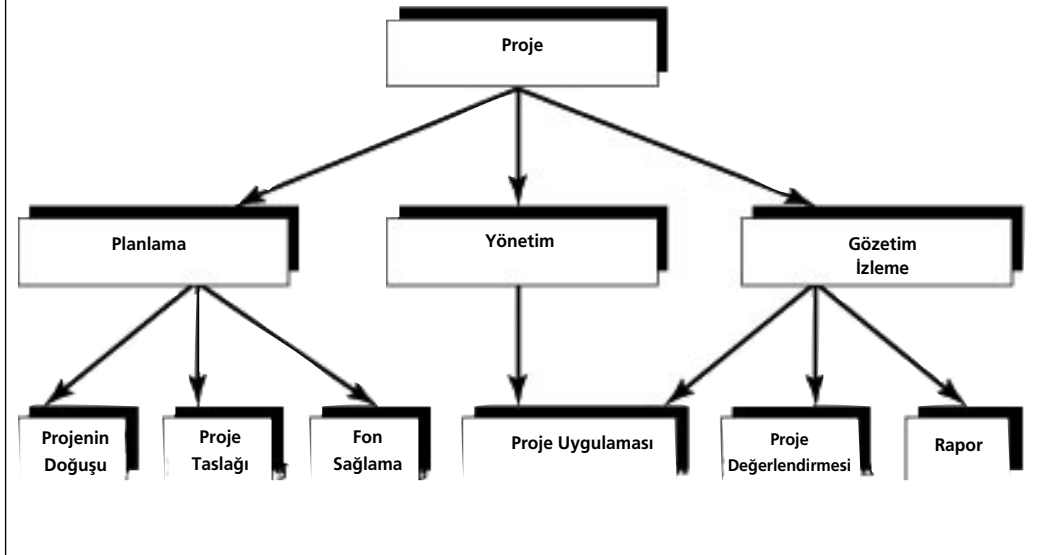 Proje
Planlama
Yönetim
Gözetim
İzleme
Projenin
Doğuşu
Proje
Taslağı
Fon
Sağlama
Proje Uygulaması
Proje
Değerlendirmesi
Rapor